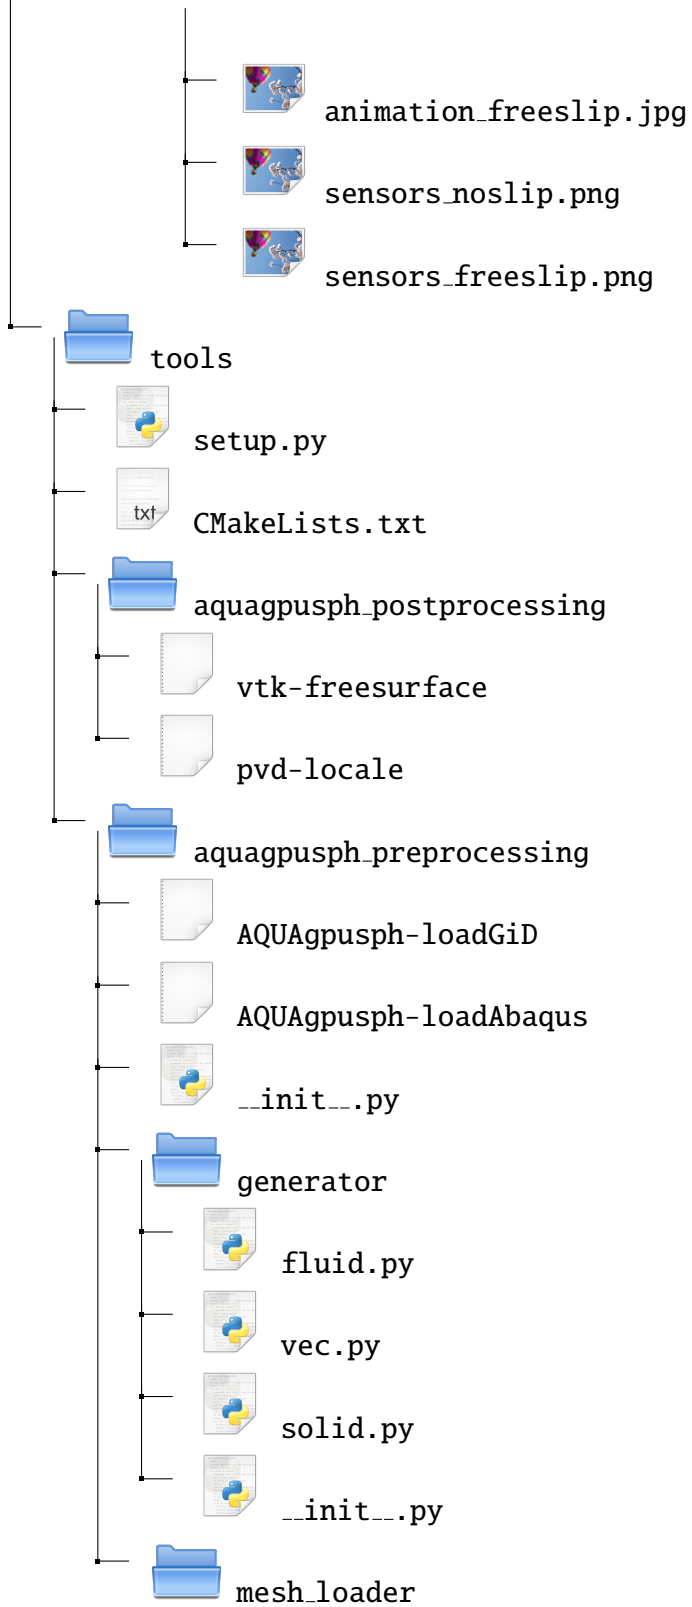 animation_freeslip.jpg
sensors_noslip.png
sensors_freeslip.png
tools
setup.py
txt
CMakeLists.txt
aquagpusph_postprocessing
vtk-freesurface
pvd-locale
aquagpusph_preprocessing
AQUAgpusph-loadGiD
AQUAgpusph-loadAbaqus
__init__.py
generator
fluid.py
vec.py
solid.py
__init__.py
mesh_loader